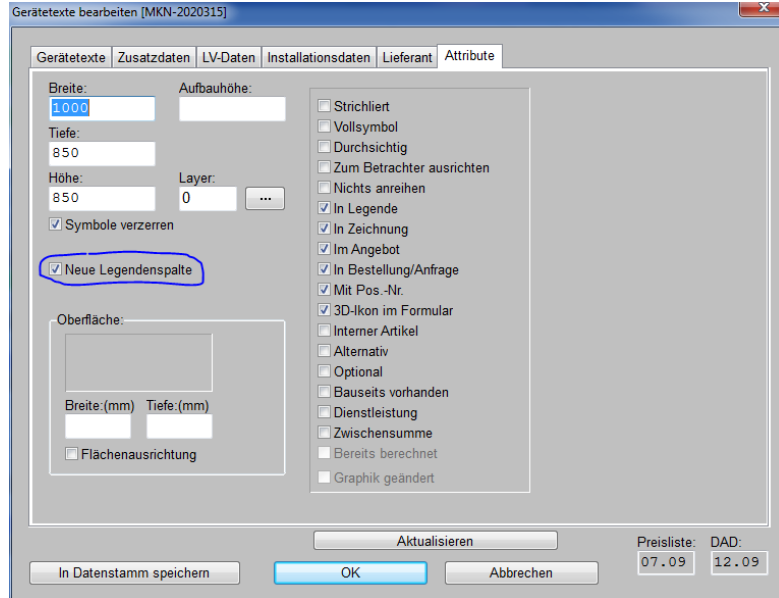 Gerätetexte bearbeiten [MKN-2020315]
x
Gerätetexte Zusatzdaten LV-Daten Installationsdaten Lieferant Attribute
Breite: Aufbauhöhe:
1000
Tiefe:
850
Höhe: Layer:
850 0 ...
Symbole verzerren
Neue Legendenspalte
Oberfläche:
Breite:(mm) Tiefe:(mm)
Flächenausrichtung
Strichliert
Vollsymbol
Durchsichtig
Zum Betrachter ausrichten
Nichts anreihen
In Legende
In Zeichnung
Im Angebot
In Bestellung/Anfrage
Mit Pos.-Nr.
3D-Ikon im Formular
Interner Artikel
Alternativ
Optional
Bauseits vorhanden
Dienstleistung
Zwischensumme
Bereits berechnet
Graphik geändert
Aktualisieren
Preisliste: DAD:
07.09 12.09
In Datenstamm speichern OK Abbrechen